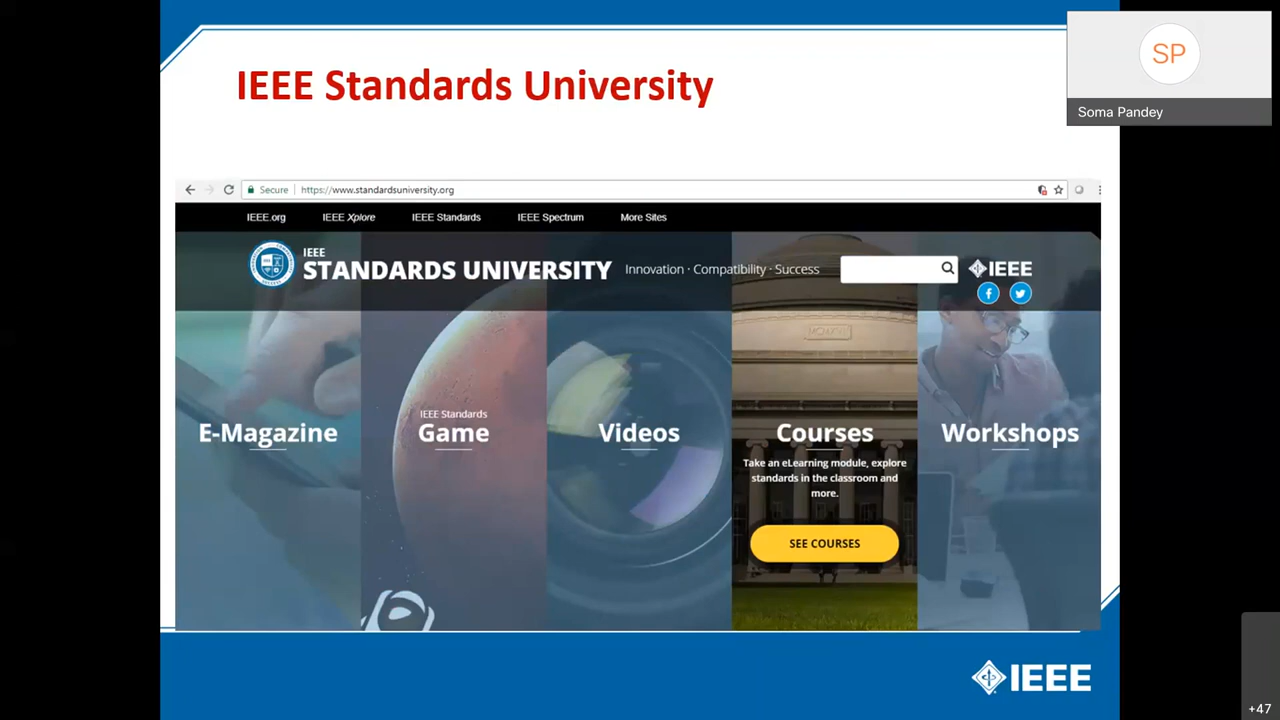 IEEE Standards University
SP
Soma Pandey
Secure
https://www.standardsuniversity.org
IEEE.org
IEEE Xplore
IEEE Standards
IEEE Spectrum
More Sites
IEEE
STANDARDS UNIVERSITY
Innovation · Compatibility · Success
IEEE
E-Magazine
IEEE Standards
Game
Videos
Courses
Take an eLearning module, explore
standards in the classroom and
more.
SEE COURSES
Workshops
IEEE
+47